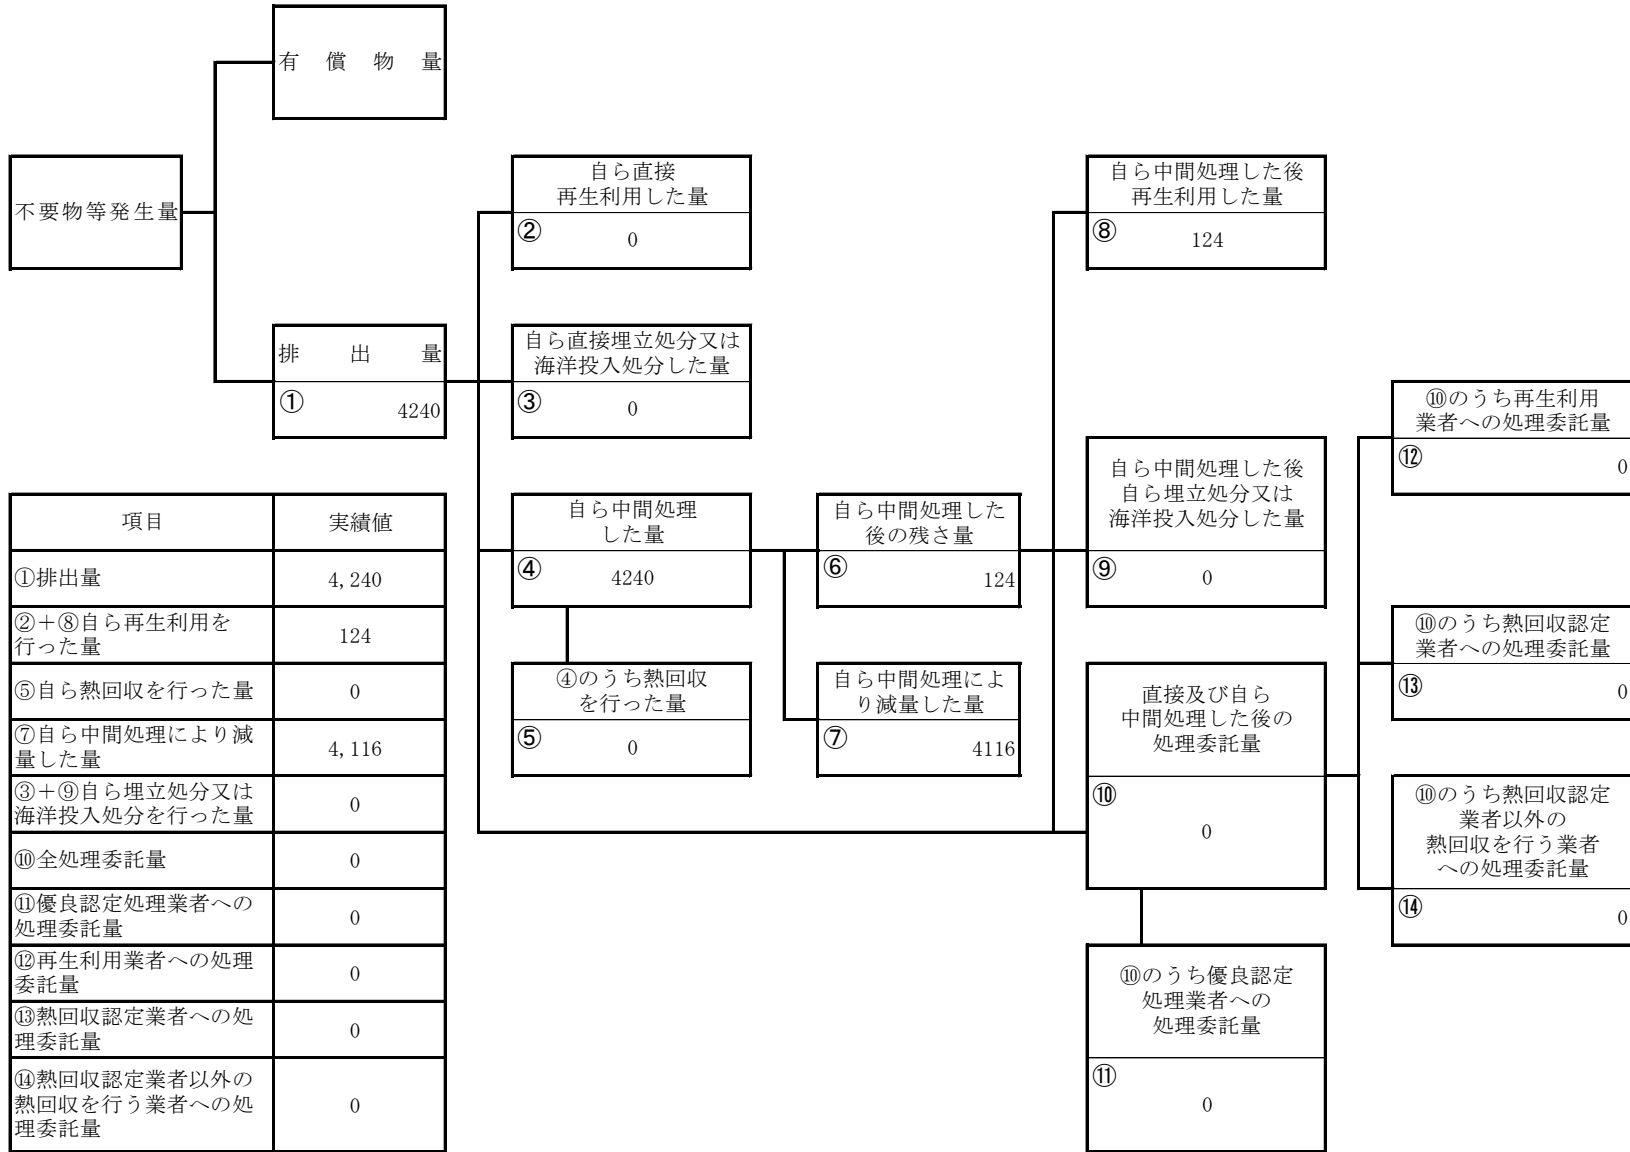 有償物量
不要物等発生量
排出量
①
4240
自ら直接
再生利用した量
②
0
自ら直接埋立処分又は
海洋投入処分した量
③
0
自ら中間処理
した量
④
4240
④のうち熱回収
を行った量
⑤
0
自ら中間処理した
後の残さ量
⑥
124
自ら中間処理によ
り減量した量
⑦
4116
自ら中間処理した後
再生利用した量
⑧
124
自ら中間処理した後
自ら埋立処分又は
海洋投入処分した量
⑨
0
直接及び自ら
中間処理した後の
処理委託量
⑩
0
⑩のうち優良認定
処理業者への
処理委託量
⑪
0
⑩のうち再生利用
業者への処理委託量
⑫
0
⑩のうち熱回収認定
業者への処理委託量
⑬
0
⑩のうち熱回収認定
業者以外の
熱回収を行う業者
への処理委託量
⑭
0
項目 実績値
①排出量 4,240
②+⑧自ら再生利用を
行った量 124
⑤自ら熱回収を行った量 0
⑦自ら中間処理により減
量した量 4,116
③+⑨自ら埋立処分又は
海洋投入処分を行った量 0
⑩全処理委託量 0
⑪優良認定処理業者への
処理委託量 0
⑫再生利用業者への処理
委託量 0
⑬熱回収認定業者への処
理委託量 0
⑭熱回収認定業者以外の
熱回収を行う業者への処
理委託量 0